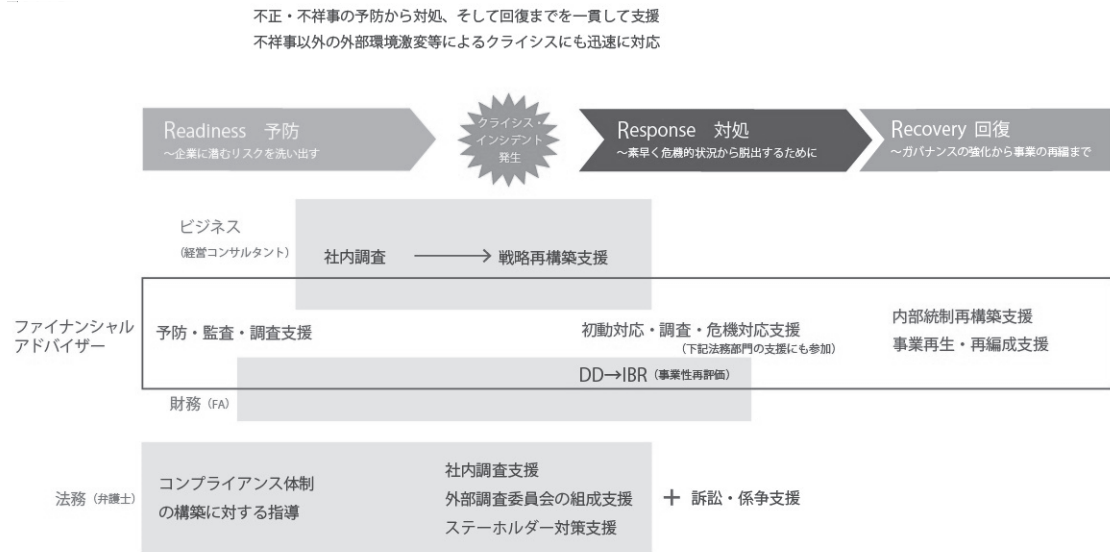 不正・不祥事の予防から対処、そして回復までを一貫して支援
不祥事以外の外部環境激変等によるクライシスにも迅速に対応
Readiness 予防
～企業に潜むリスクを洗い出す
クライシス・
インシデント
発生
Response 対処
～素早く危機的状況から脱出するために
Recovery 回復
～ガバナンスの強化から事業の再編まで
ビジネス
(経営コンサルタント)
社内調査
戦略再構築支援
ファイナンシャル
アドバイザー
予防・監査・調査支援
初動対応・調査・危機対応支援
(下記法務部門の支援にも参加)
内部統制再構築支援
事業再生・再編成支援
DD→IBR (事業性再評価)
財務 (FA)
法務 (弁護士)
コンプライアンス体制
の構築に対する指導
社内調査支援
外部調査委員会の組成支援
ステーホルダー対策支援
+ 訴訟・係争支援